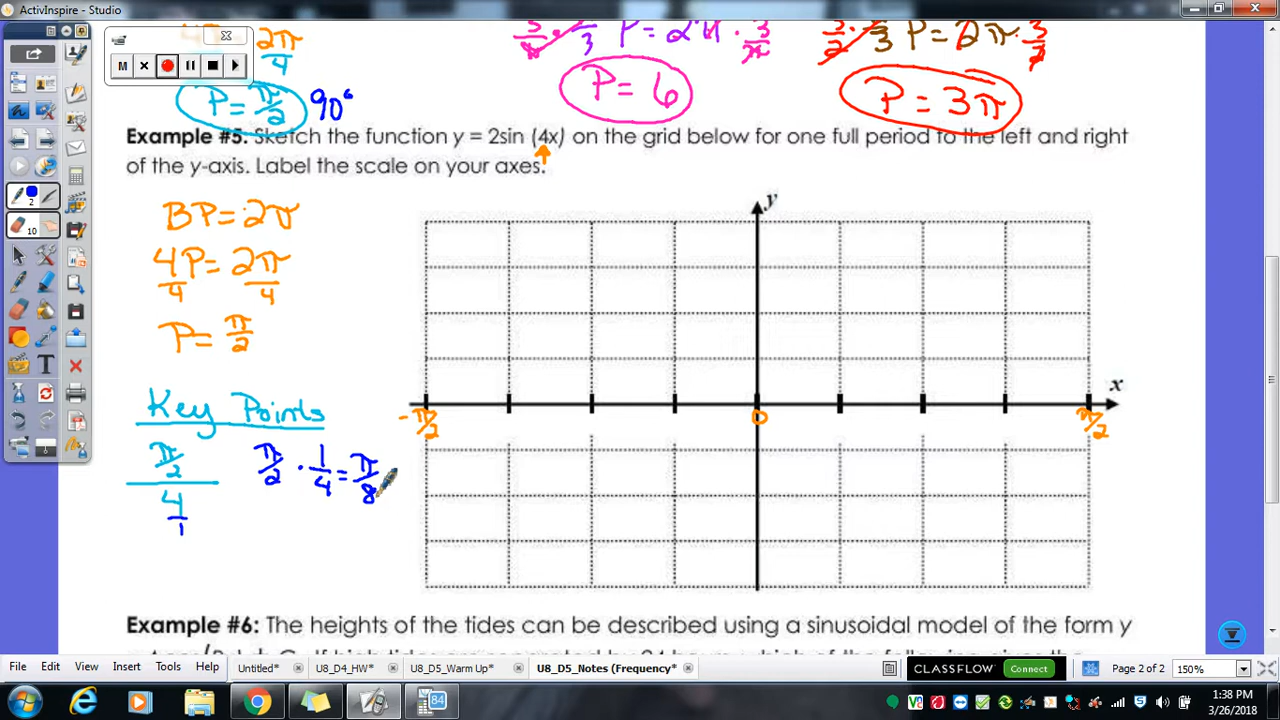 ActivInspire - Studio
2π/4
P = π/2
90°
P = 2π · 3/π
P = 6
P = 2π · 3/2
P = 3π
M
Example #5: Sketch the function y = 2sin (4x) on the grid below for one full period to the left and right
of the y-axis. Label the scale on your axes.
2
10
BP = 2π
4P = 2π
4 4
P = π/2
Key Points
π/2
4
1
π/2 · 1/4 = π/8
y
x
-π/2
0
π/2
Example #6: The heights of the tides can be described using a sinusoidal model of the form y
File Edit View Insert Tools Help
Untitled*
U8_D4_HW*
U8_D5_Warm Up*
U8_D5_Notes (Frequency*
CLASSFLOW
Connect
Page 2 of 2
150%
84
1:38 PM
3/26/2018